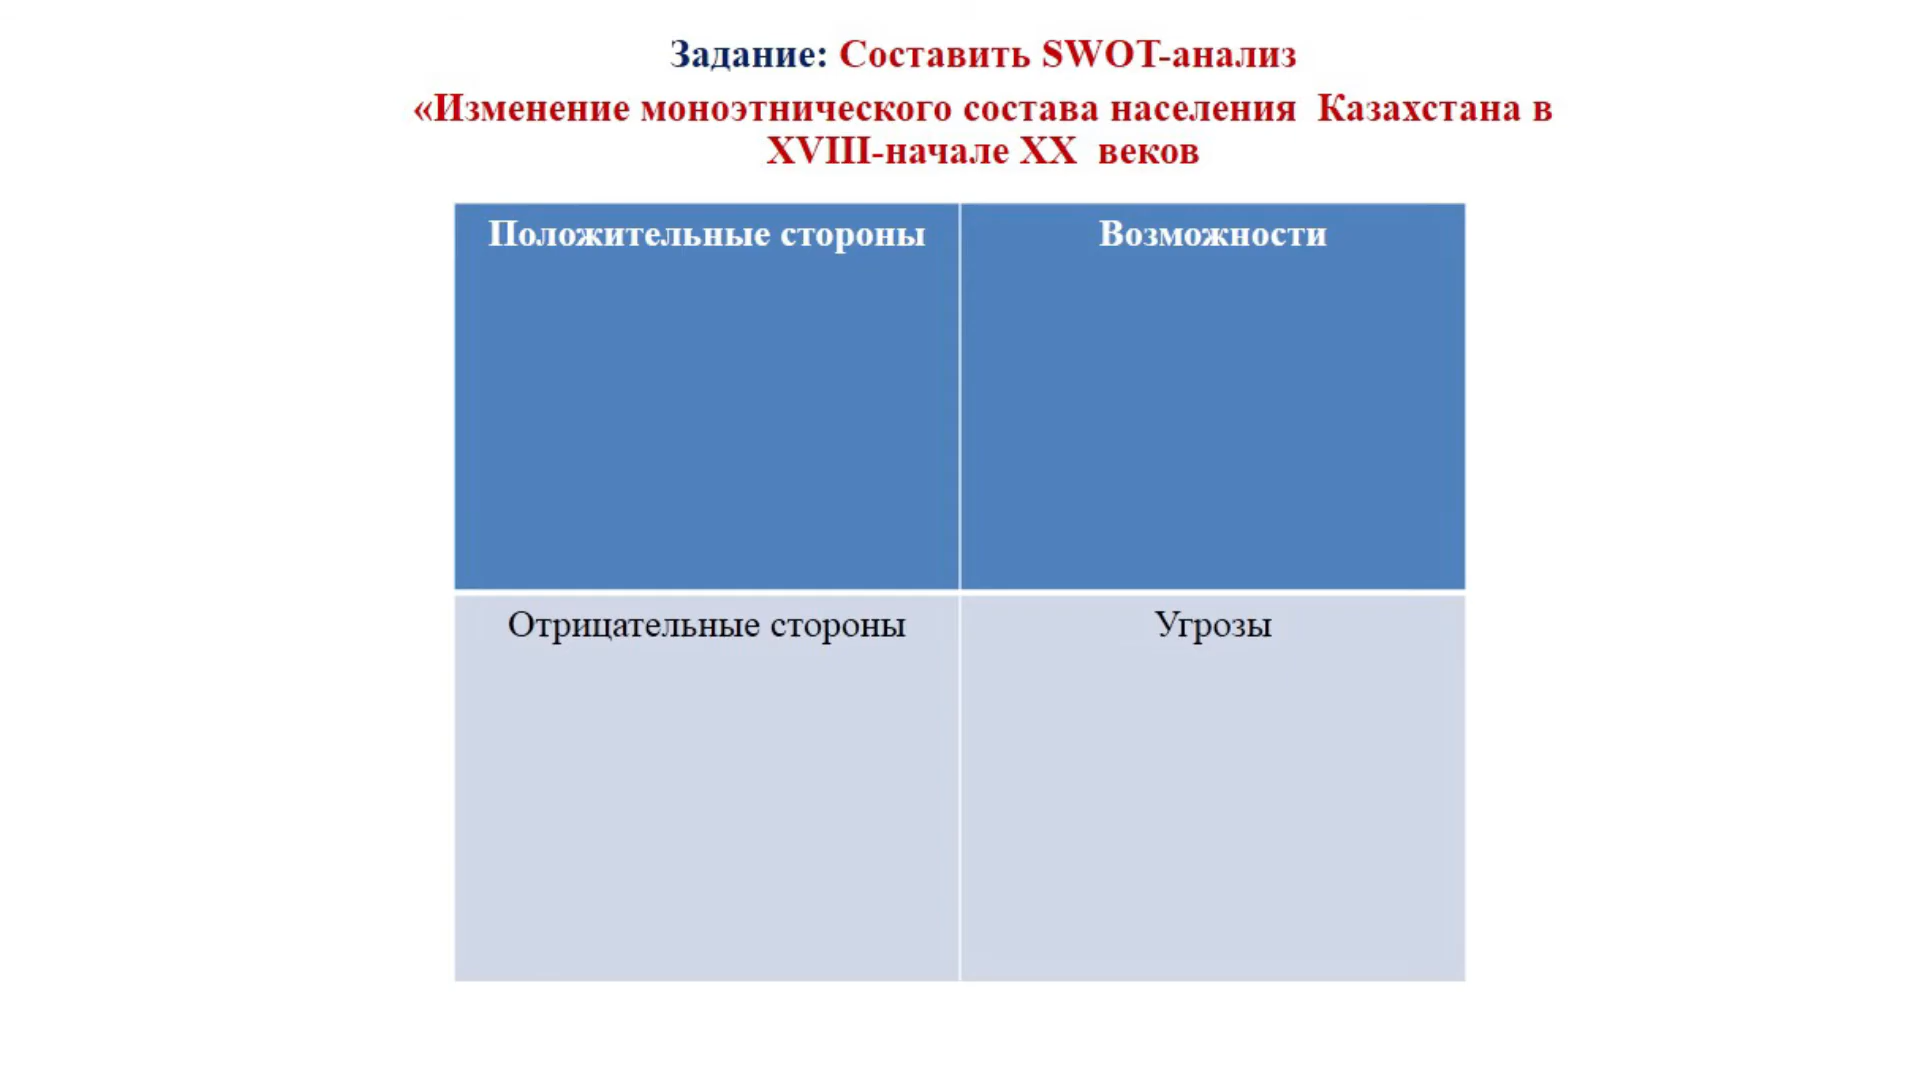 Задание: Составить SWOT-анализ
«Изменение моноэтнического состава населения Казахстана в
XVIII-начале XX веков
Положительные стороны
Возможности
Отрицательные стороны
Угрозы